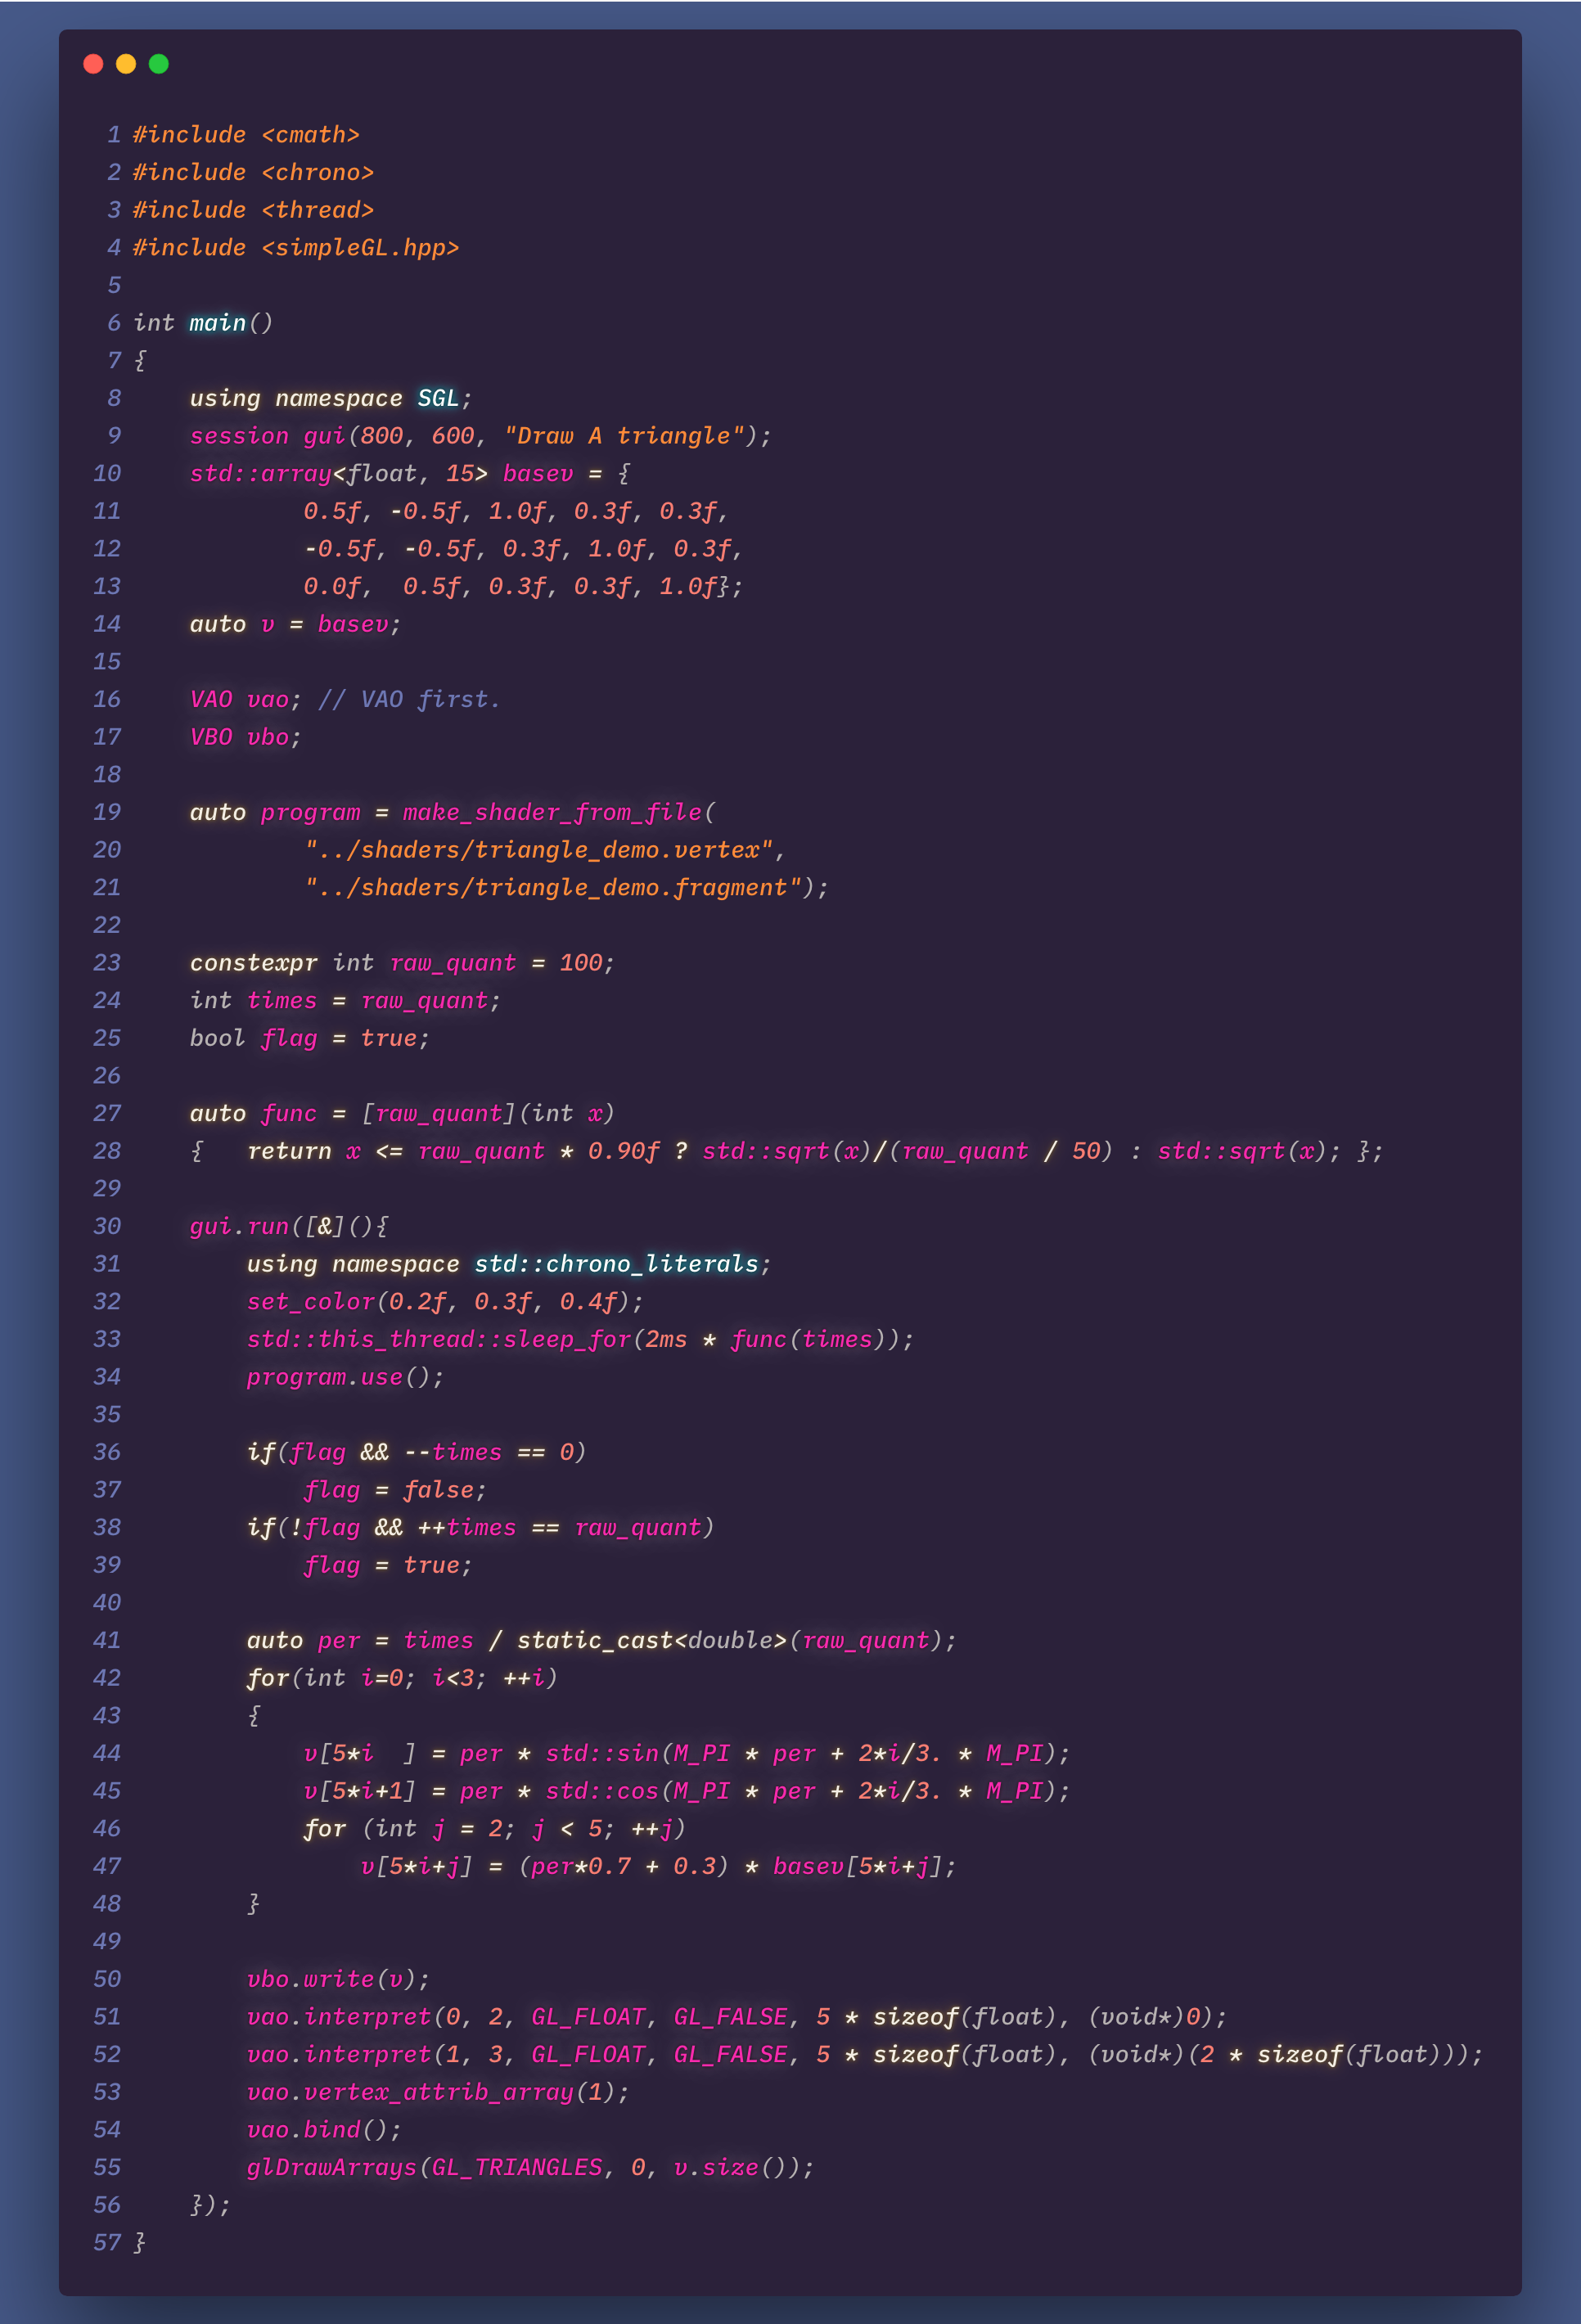 1 #include <cmath>
2 #include <chrono>
3 #include <thread>
4 #include <simpleGL.hpp>
5
6 int main()
7 {
8     using namespace SGL;
9     session gui(800, 600, "Draw A triangle");
10     std::array<float, 15> basev = {
11             0.5f, -0.5f, 1.0f, 0.3f, 0.3f,
12             -0.5f, -0.5f, 0.3f, 1.0f, 0.3f,
13             0.0f,  0.5f, 0.3f, 0.3f, 1.0f};
14     auto v = basev;
15
16     VAO vao; // VAO first.
17     VBO vbo;
18
19     auto program = make_shader_from_file(
20             "../shaders/triangle_demo.vertex",
21             "../shaders/triangle_demo.fragment");
22
23     constexpr int raw_quant = 100;
24     int times = raw_quant;
25     bool flag = true;
26
27     auto func = [raw_quant](int x)
28     {   return x <= raw_quant * 0.90f ? std::sqrt(x)/(raw_quant / 50) : std::sqrt(x); };
29
30     gui.run([&](){
31         using namespace std::chrono_literals;
32         set_color(0.2f, 0.3f, 0.4f);
33         std::this_thread::sleep_for(2ms * func(times));
34         program.use();
35
36         if(flag && --times == 0)
37             flag = false;
38         if(!flag && ++times == raw_quant)
39             flag = true;
40
41         auto per = times / static_cast<double>(raw_quant);
42         for(int i=0; i<3; ++i)
43         {
44             v[5*i  ] = per * std::sin(M_PI * per + 2*i/3. * M_PI);
45             v[5*i+1] = per * std::cos(M_PI * per + 2*i/3. * M_PI);
46             for (int j = 2; j < 5; ++j)
47                 v[5*i+j] = (per*0.7 + 0.3) * basev[5*i+j];
48         }
49
50         vbo.write(v);
51         vao.interpret(0, 2, GL_FLOAT, GL_FALSE, 5 * sizeof(float), (void*)0);
52         vao.interpret(1, 3, GL_FLOAT, GL_FALSE, 5 * sizeof(float), (void*)(2 * sizeof(float)));
53         vao.vertex_attrib_array(1);
54         vao.bind();
55         glDrawArrays(GL_TRIANGLES, 0, v.size());
56     });
57 }